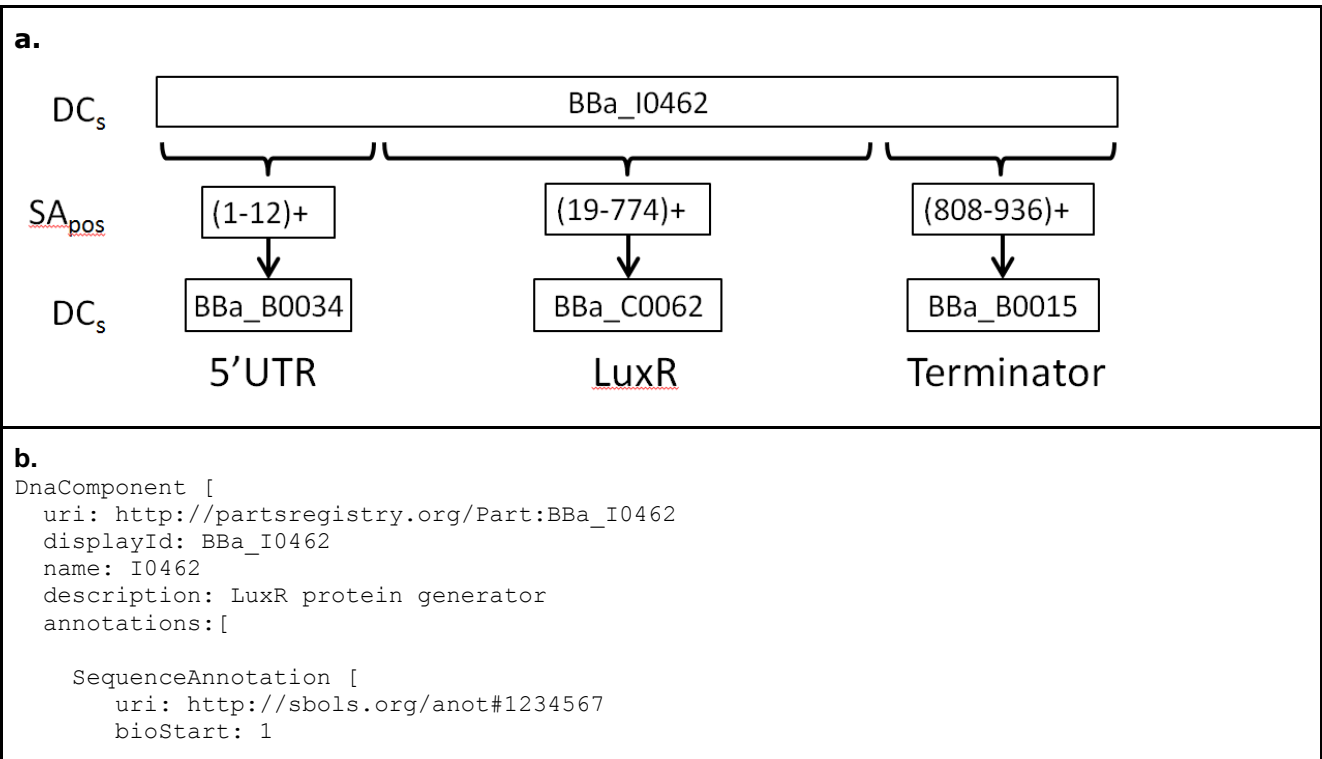 a.
DCs BBa_I0462
SApos (1-12)+ (19-774)+ (808-936)+
DCs BBa_B0034 BBa_C0062 BBa_B0015
5'UTR LuxR Terminator
b.
DnaComponent [
uri: http://partsregistry.org/Part:BBa_I0462
displayId: BBa_I0462
name: I0462
description: LuxR protein generator
annotations:[
SequenceAnnotation [
uri: http://sbols.org/anot#1234567
bioStart: 1